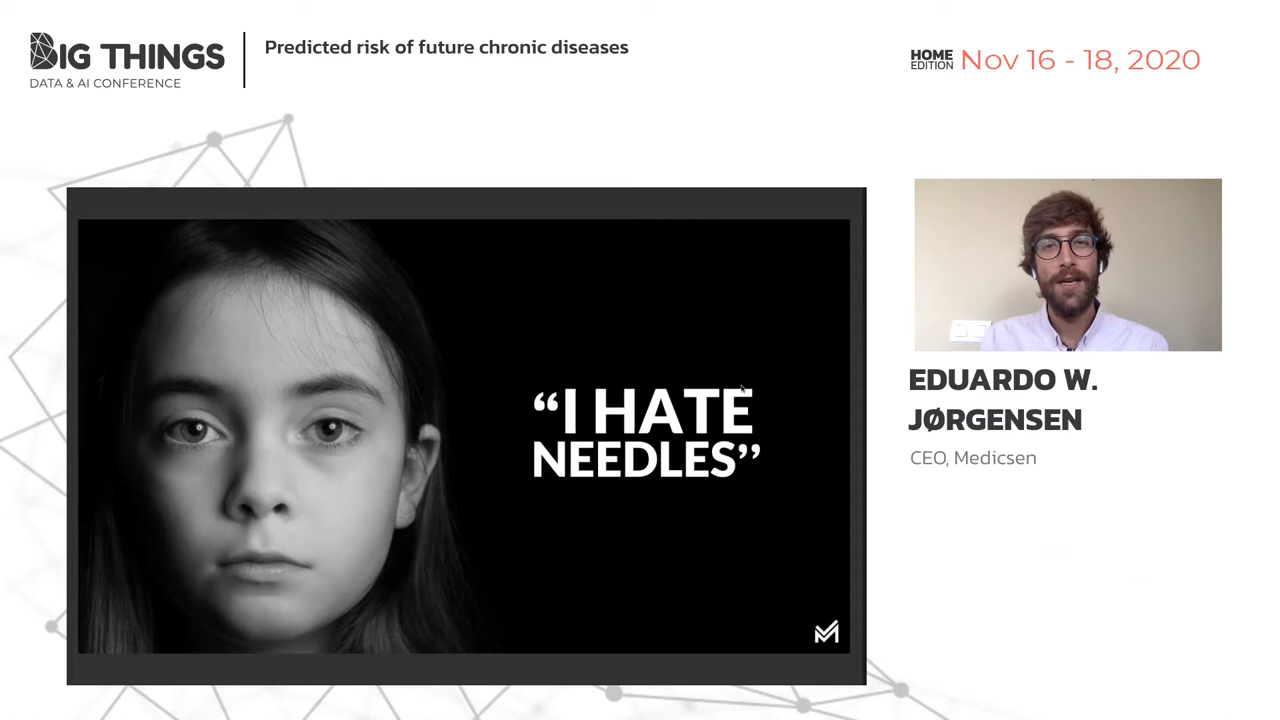 BIG THINGS
DATA & AI CONFERENCE
Predicted risk of future chronic diseases
HOME
EDITION
Nov 16 - 18, 2020
“I HATE
NEEDLES”
EDUARDO W.
JØRGENSEN
CEO, Medicsen